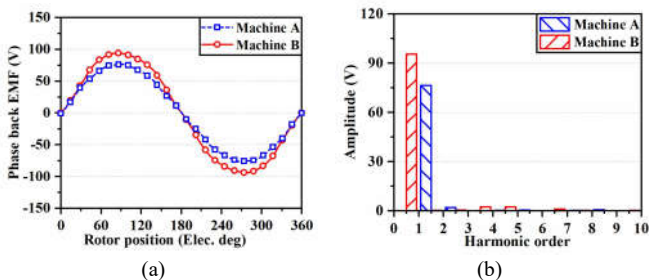 Machine A
Machine B
Phase back EMF (V)
100
50
0
-50
-100
-150
150
0 60 120 180 240 300 360
Rotor position (Elec. deg)
(a)
Machine A
Machine B
Amplitude (V)
120
90
60
30
0
0 1 2 3 4 5 6 7 8 9 10
Harmonic order
(b)